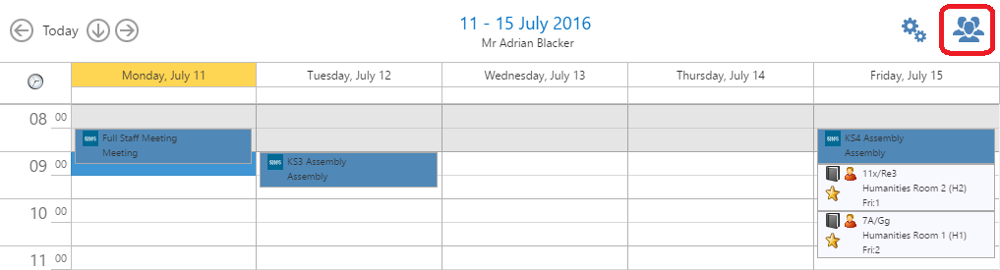 Today
11 - 15 July 2016
Mr Adrian Blacker
Monday, July 11
Tuesday, July 12
Wednesday, July 13
Thursday, July 14
Friday, July 15
08 00
SIMS Full Staff Meeting
Meeting
SIMS KS4 Assembly
Assembly
09 00
SIMS KS3 Assembly
Assembly
11x/Re3
Humanities Room 2 (H2)
Fri:1
10 00
7A/Gg
Humanities Room 1 (H1)
Fri:2
11 00